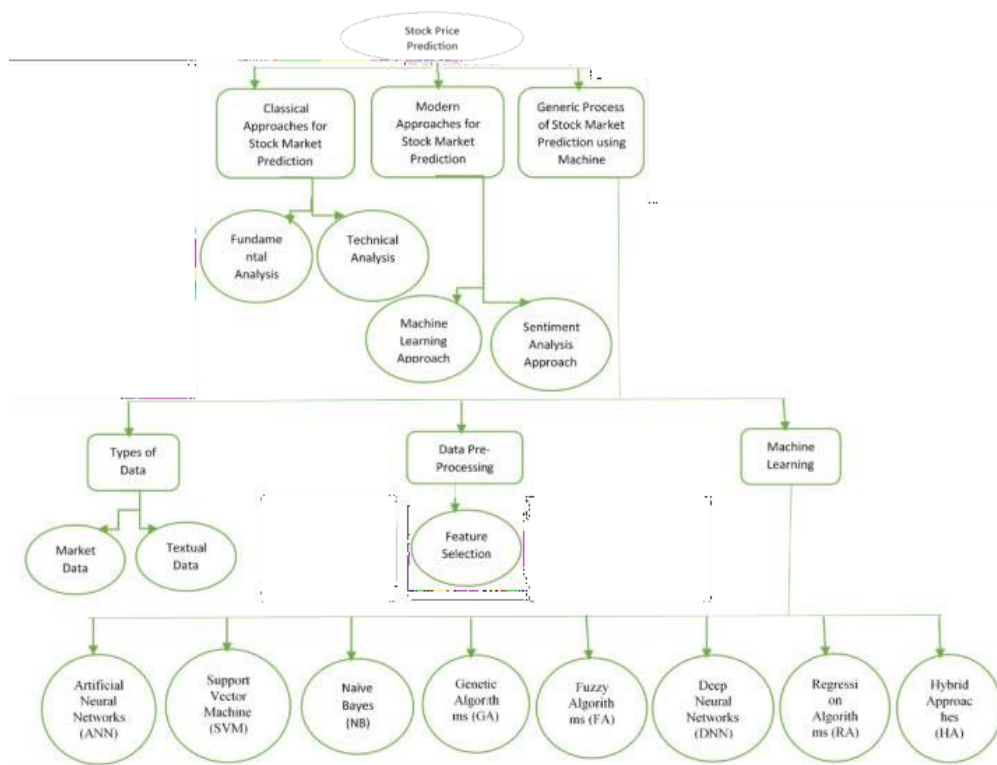 Stock Price
Prediction
Classical
Approaches for
Stock Market
Prediction
Modern
Approaches for
Stock Market
Prediction
Generic Process
of Stock Market
Prediction using
Machine
Fundame
ntal
Analysis
Technical
Analysis
Machine
Learning
Approach
Sentiment
Analysis
Approach
Types of
Data
Data Pre-
Processing
Machine
Learning
Market
Data
Textual
Data
Feature
Selection
Artificial
Neural
Networks
(ANN)
Support
Vector
Machine
(SVM)
Naïve
Bayes
(NB)
Genetic
Algorith
ms (GA)
Fuzzy
Algorith
ms (FA)
Deep
Neural
Networks
(DNN)
Regressi
on
Algorith
ms (RA)
Hybrid
Approac
hes
(HA)